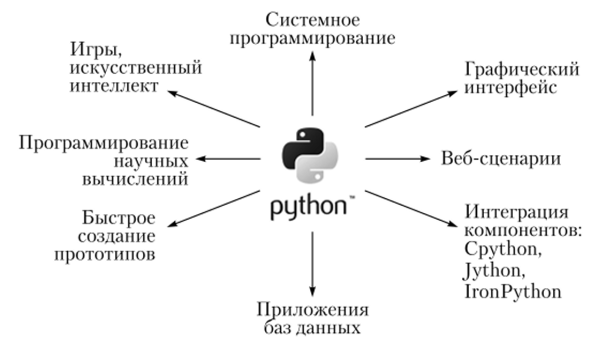 Системное
программирование
Игры,
искусственный
интеллект
Графический
интерфейс
Программирование
научных
вычислений
python™
Веб-сценарии
Быстрое
создание
прототипов
Интеграция
компонентов:
Cpython,
Jython,
IronPython
Приложения
баз данных